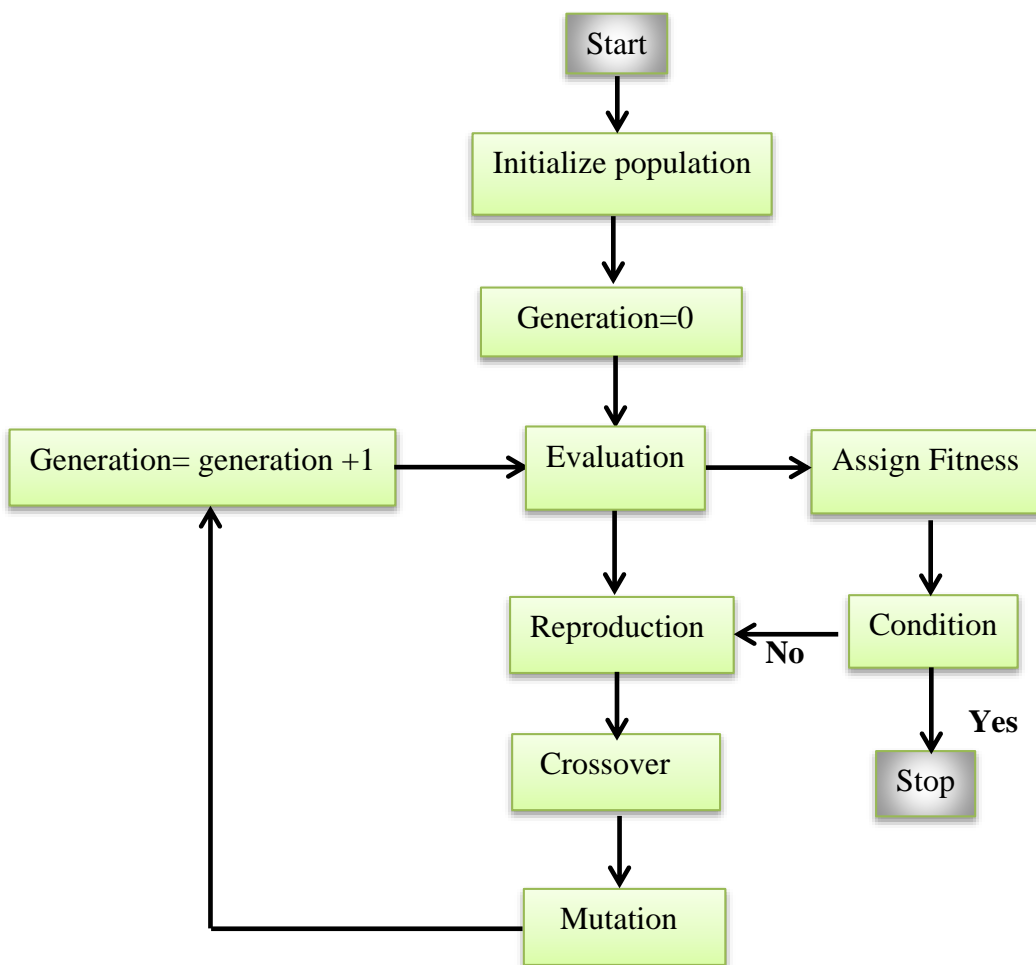 Start
Initialize population
Generation=0
Generation= generation +1
Evaluation
Assign Fitness
Reproduction
No
Condition
Yes
Crossover
Stop
Mutation